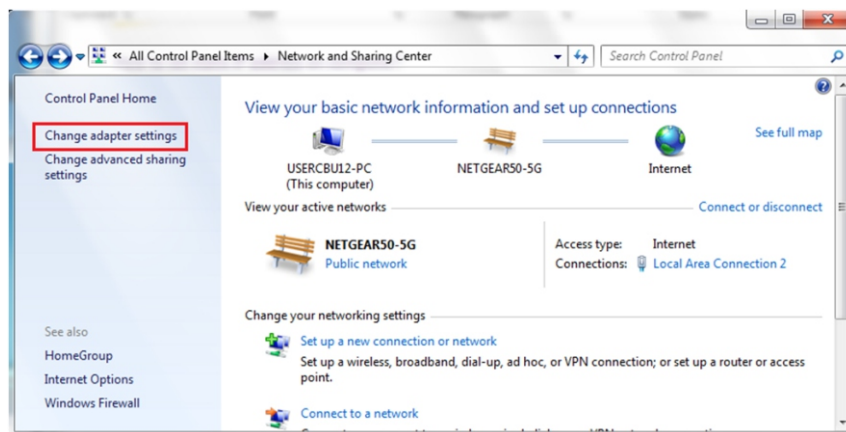 « All Control Panel Items ▸ Network and Sharing Center
Search Control Panel
Control Panel Home
Change adapter settings
Change advanced sharing
settings
View your basic network information and set up connections
See full map
USERCBU12-PC
(This computer)
NETGEAR50-5G
Internet
View your active networks
Connect or disconnect
NETGEAR50-5G
Public network
Access type: Internet
Connections: Local Area Connection 2
Change your networking settings
Set up a new connection or network
Set up a wireless, broadband, dial-up, ad hoc, or VPN connection; or set up a router or access
point.
Connect to a network
See also
HomeGroup
Internet Options
Windows Firewall